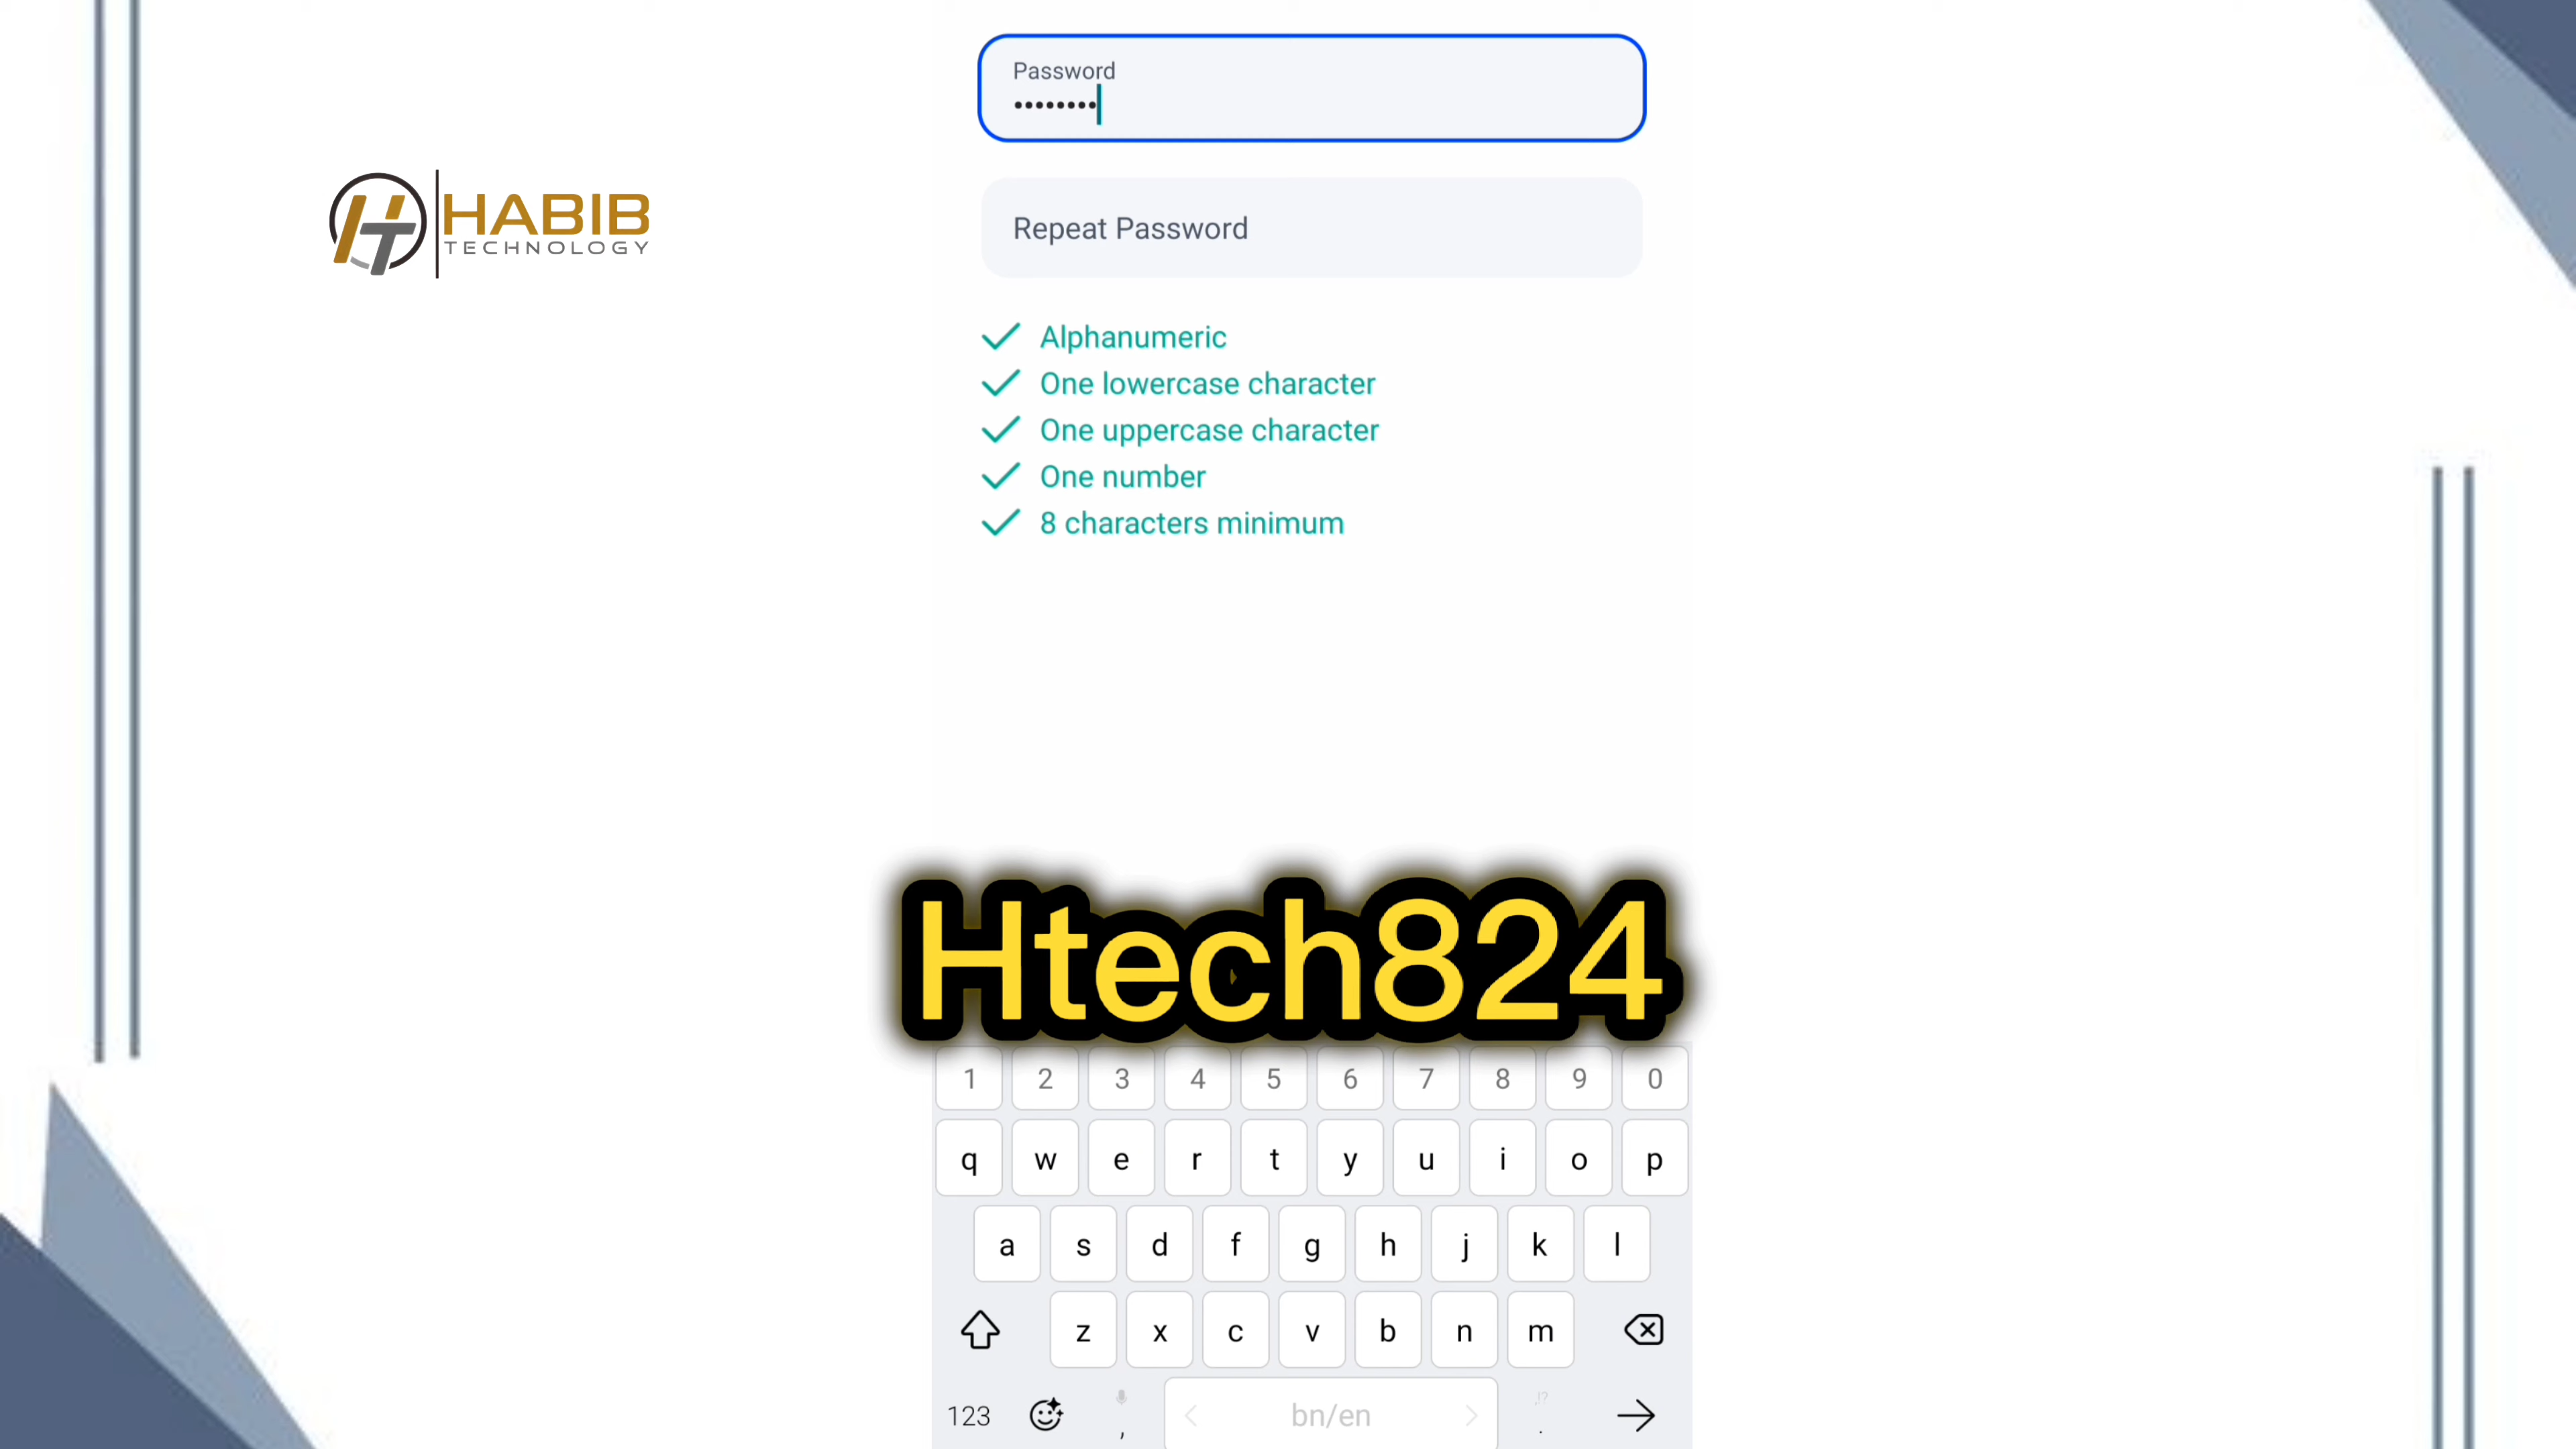 Password
••••••••
HABIB
TECHNOLOGY
Repeat Password
Alphanumeric
One lowercase character
One uppercase character
One number
8 characters minimum
Htech824
1 2 3 4 5 6 7 8 9 0
q w e r t y u i o p
a s d f g h j k l
z x c v b n m
123 , bn/en !? .